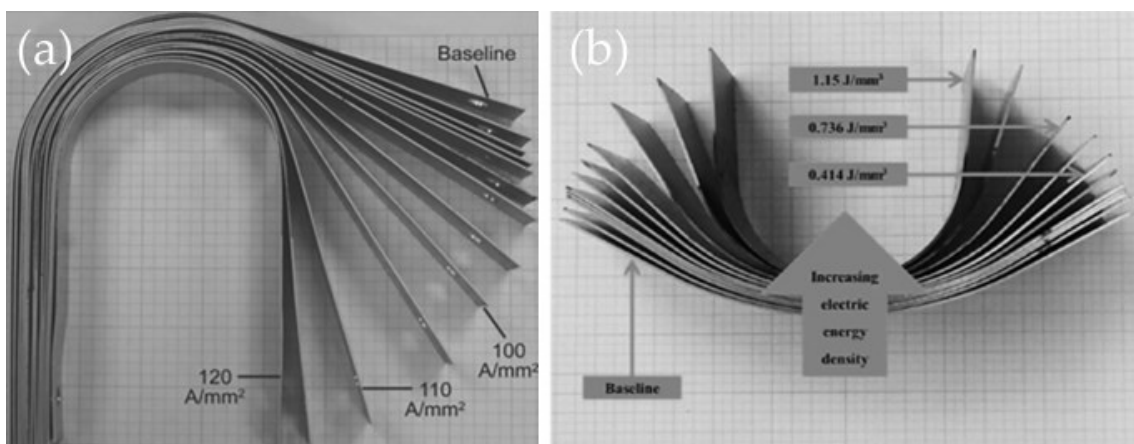 (a)
Baseline
100
A/mm²
110
A/mm²
120
A/mm²
(b)
1.15 J/mm³
0.736 J/mm³
0.414 J/mm³
Increasing
electric
energy
density
Baseline